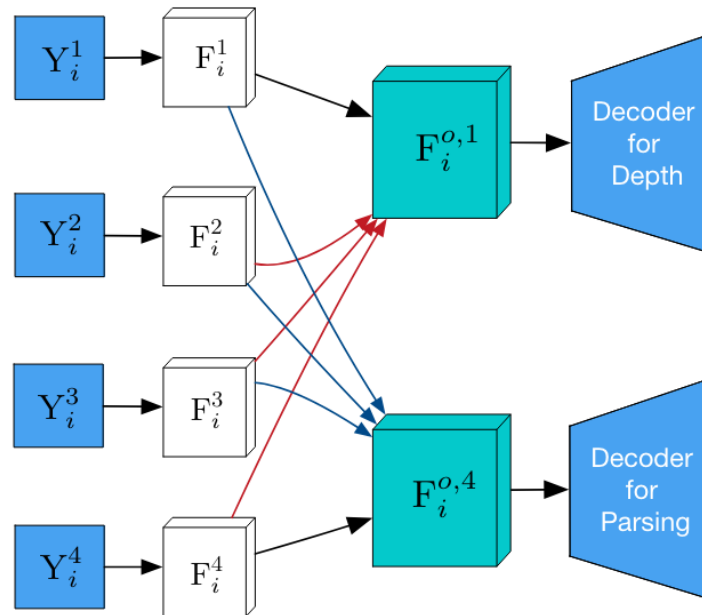 Y_i^1
F_i^1
F_i^{o,1}
Decoder
for
Depth
Y_i^2
F_i^2
Y_i^3
F_i^3
F_i^{o,4}
Decoder
for
Parsing
Y_i^4
F_i^4